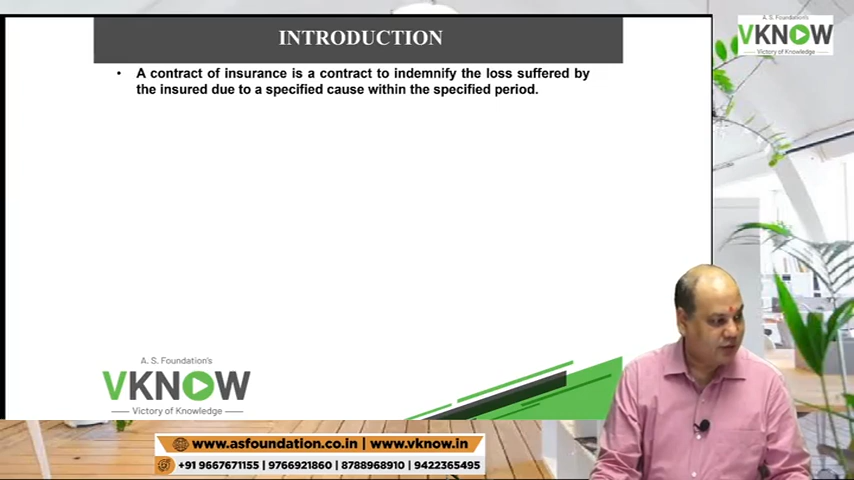 INTRODUCTION
• A contract of insurance is a contract to indemnify the loss suffered by
the insured due to a specified cause within the specified period.
A. S. Foundation's
VKNOW
Victory of Knowledge
A. S. Foundation's
VKNOW
— Victory of Knowledge —
www.asfoundation.co.in | www.vknow.in
+91 9667671155 | 9766921860 | 8788968910 | 9422365495